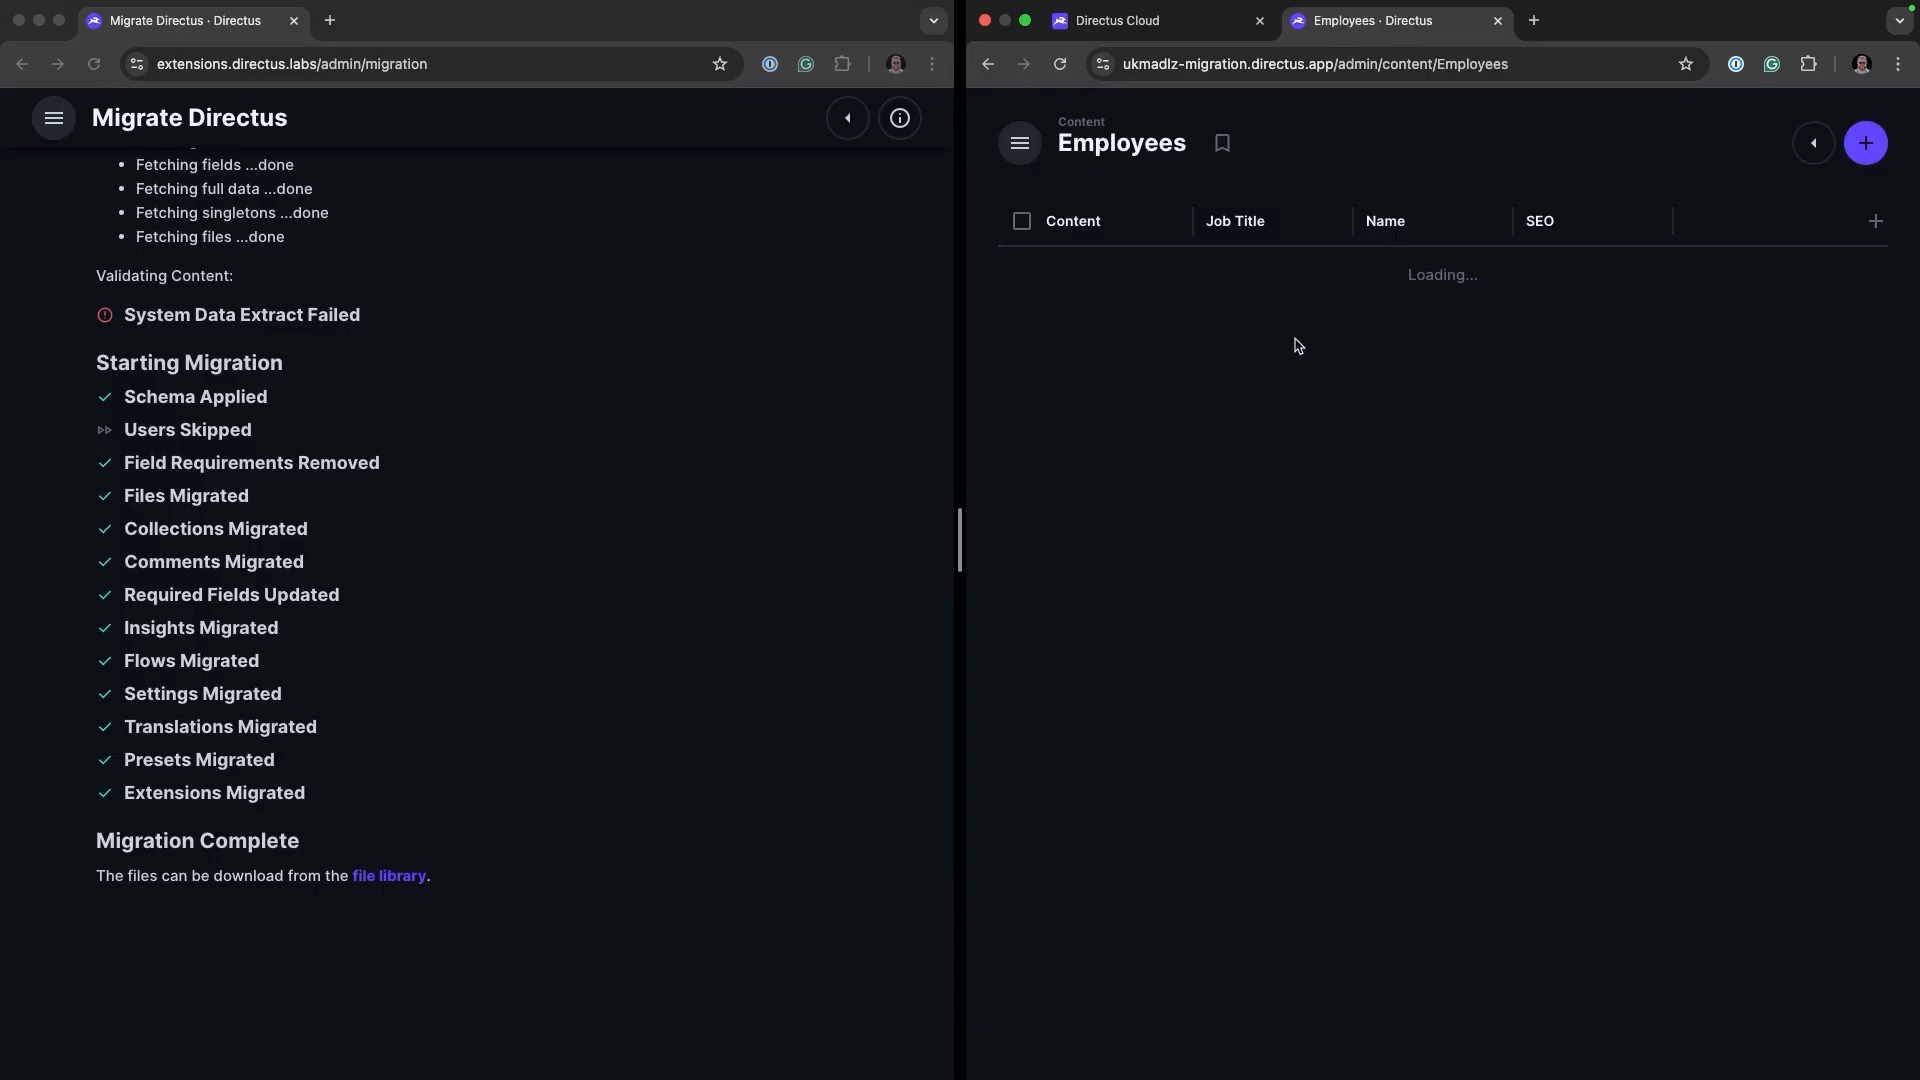 Migrate Directus · Directus
extensions.directus.labs/admin/migration
Migrate Directus
Fetching fields ...done
Fetching full data ...done
Fetching singletons ...done
Fetching files ...done
Validating Content:
System Data Extract Failed
Starting Migration
Schema Applied
Users Skipped
Field Requirements Removed
Files Migrated
Collections Migrated
Comments Migrated
Required Fields Updated
Insights Migrated
Flows Migrated
Settings Migrated
Translations Migrated
Presets Migrated
Extensions Migrated
Migration Complete
The files can be download from the file library.
Directus Cloud
Employees · Directus
ukmadlz-migration.directus.app/admin/content/Employees
Content
Employees
Content Job Title Name SEO
Loading...